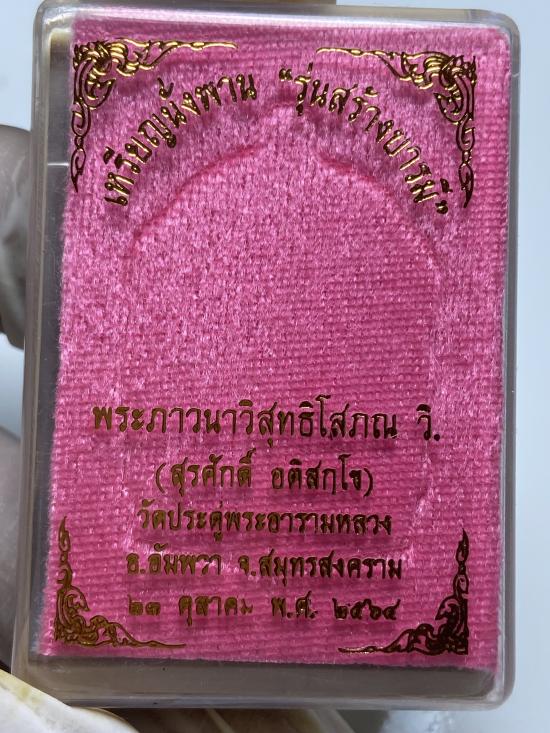 เหรียญนั่งพาน "รุ่นสร้างบารมี"
พระภาวนาวิสุทธิโสภณ วิ.
(สุรศักดิ์ อติสกฺโข)
วัดประดู่พระอารามหลวง
อ.อัมพวา จ.สมุทรสงคราม
๒๓ ตุลาคม พ.ศ. ๒๕๖๔